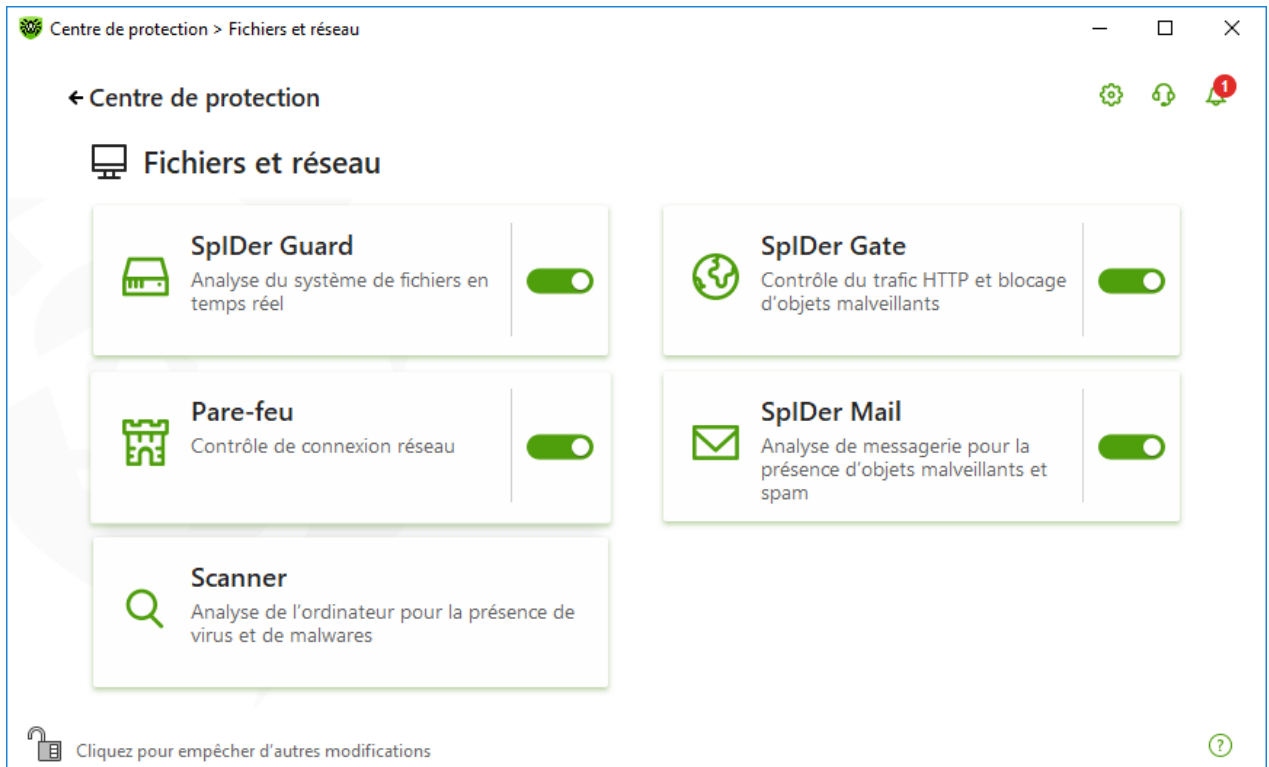 Centre de protection > Fichiers et réseau
Centre de protection
1
Fichiers et réseau
SpIDer Guard
Analyse du système de fichiers en
temps réel
SpIDer Gate
Contrôle du trafic HTTP et blocage
d'objets malveillants
Pare-feu
Contrôle de connexion réseau
SpIDer Mail
Analyse de messagerie pour la
présence d'objets malveillants et
spam
Scanner
Analyse de l'ordinateur pour la présence de
virus et de malwares
Cliquez pour empêcher d'autres modifications
?